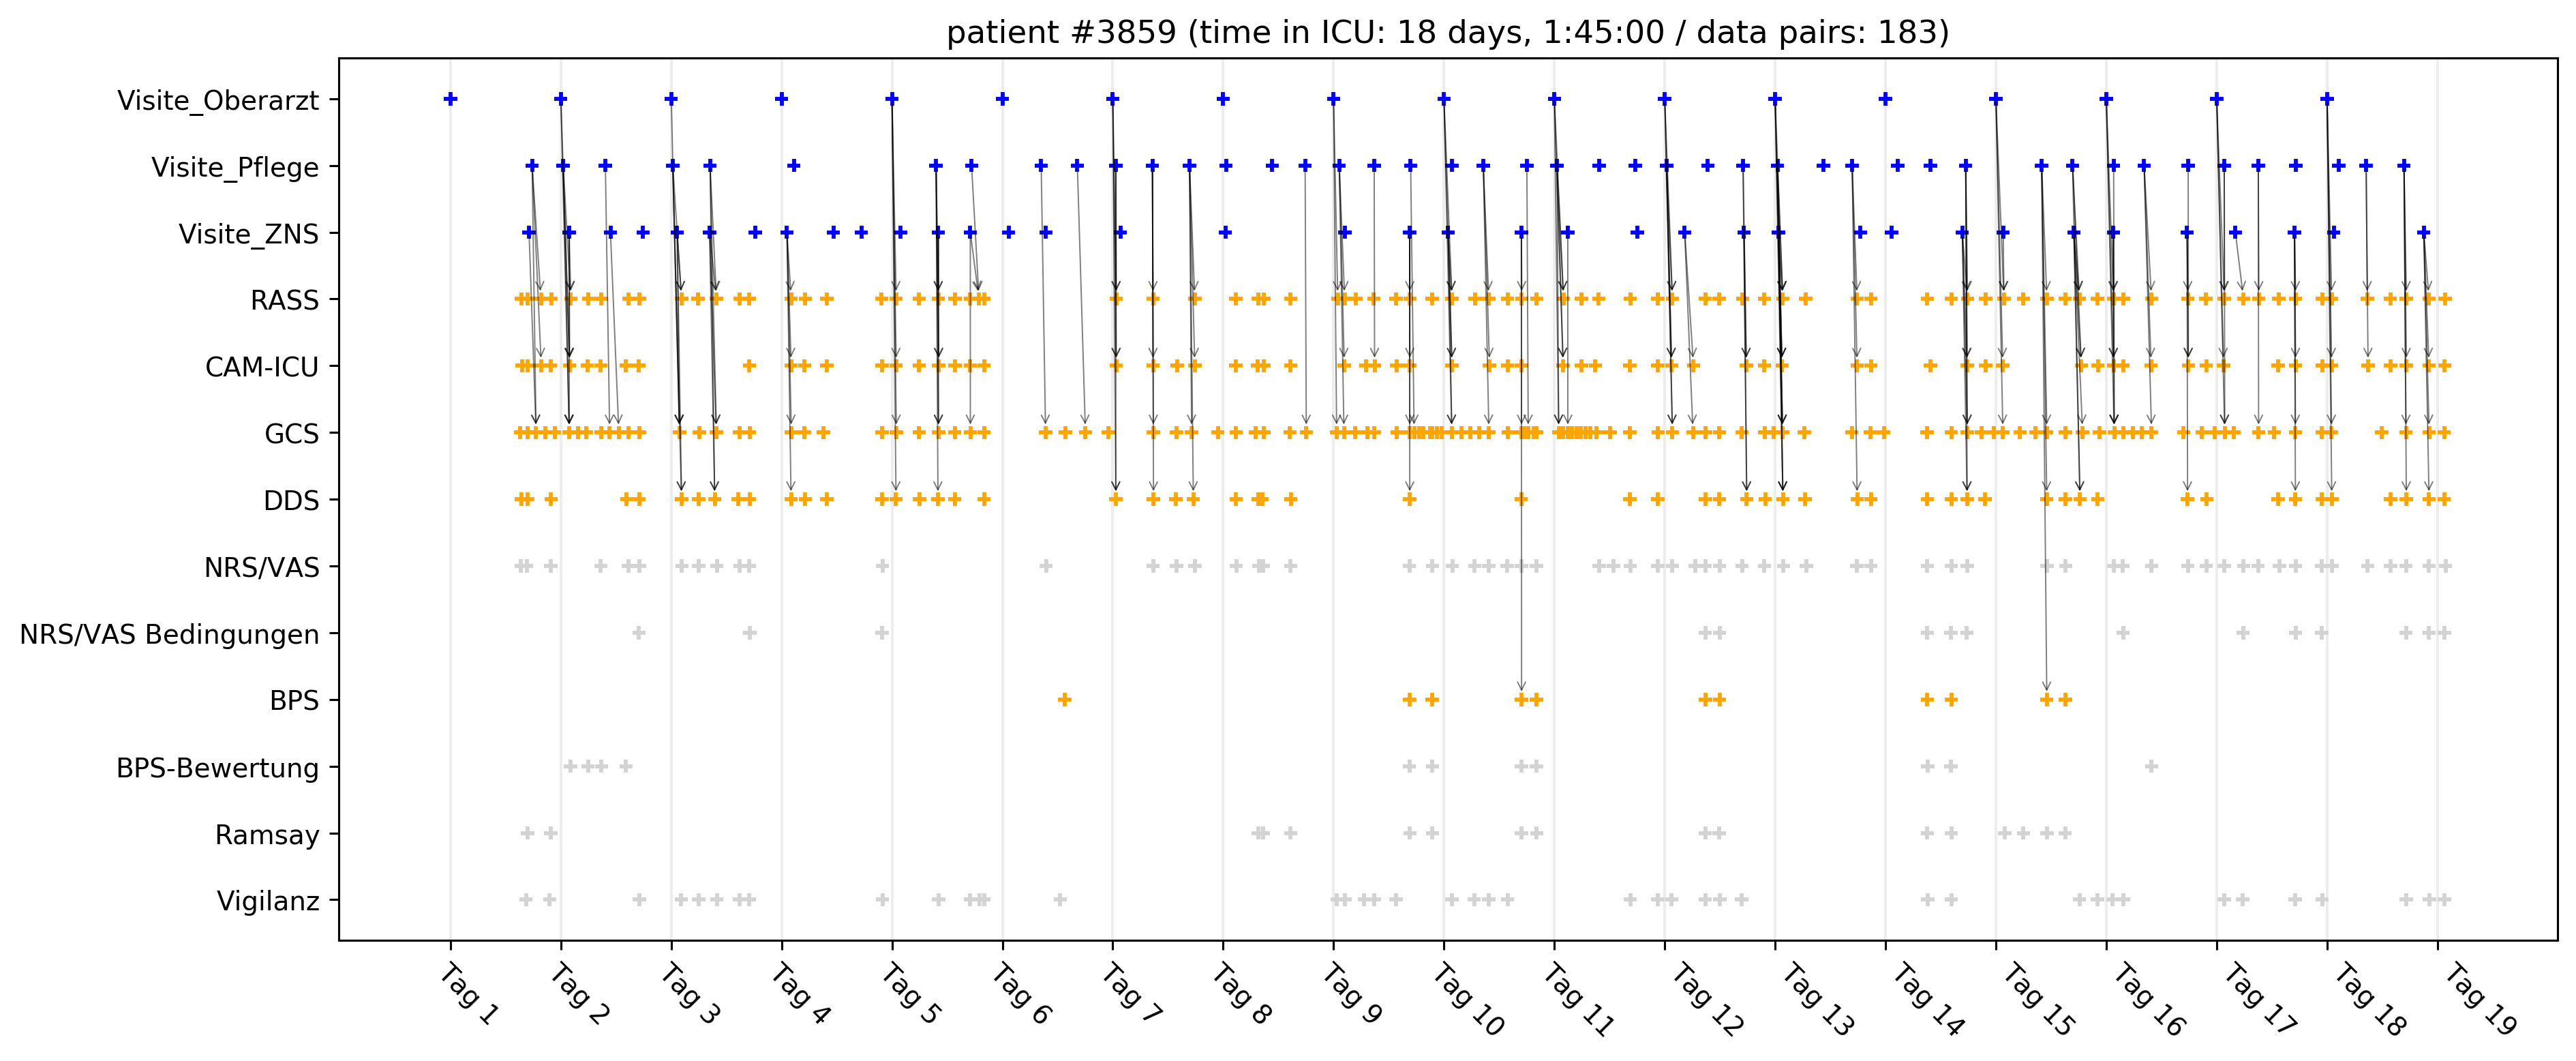 patient #3859 (time in ICU: 18 days, 1:45:00 / data pairs: 183)
Visite_Oberarzt
Visite_Pflege
Visite_ZNS
RASS
CAM-ICU
GCS
DDS
NRS/VAS
NRS/VAS Bedingungen
BPS
BPS-Bewertung
Ramsay
Vigilanz
Tag 1
Tag 2
Tag 3
Tag 4
Tag 5
Tag 6
Tag 7
Tag 8
Tag 9
Tag 10
Tag 11
Tag 12
Tag 13
Tag 14
Tag 15
Tag 16
Tag 17
Tag 18
Tag 19